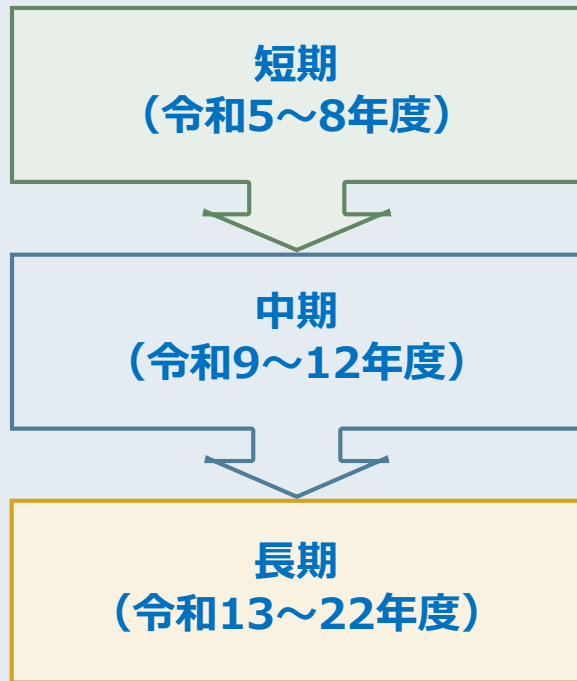 短期
（令和5～8年度）
中期
（令和9～12年度）
長期
（令和13～22年度）